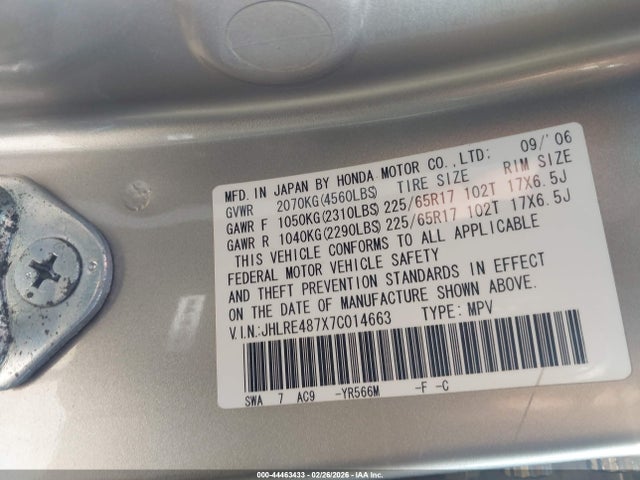 MFD. IN JAPAN BY HONDA MOTOR CO.,LTD: 09/'06
GVWR 2070KG(4560LBS) TIRE SIZE RIM SIZE
GAWR F 1050KG(2310LBS) 225/65R17 102T 17X6.5J
GAWR R 1040KG(2290LBS) 225/65R17 102T 17X6.5J
THIS VEHICLE CONFORMS TO ALL APPLICABLE
FEDERAL MOTOR VEHICLE SAFETY
AND THEFT PREVENTION STANDARDS IN EFFECT
ON THE DATE OF MANUFACTURE SHOWN ABOVE.
V.IN.:JHLRE487X7C014663 TYPE: MPV
SWA 7 AC9 -YR566M -F -C
000-44463433 - 02/26/2026 - IAA Inc.